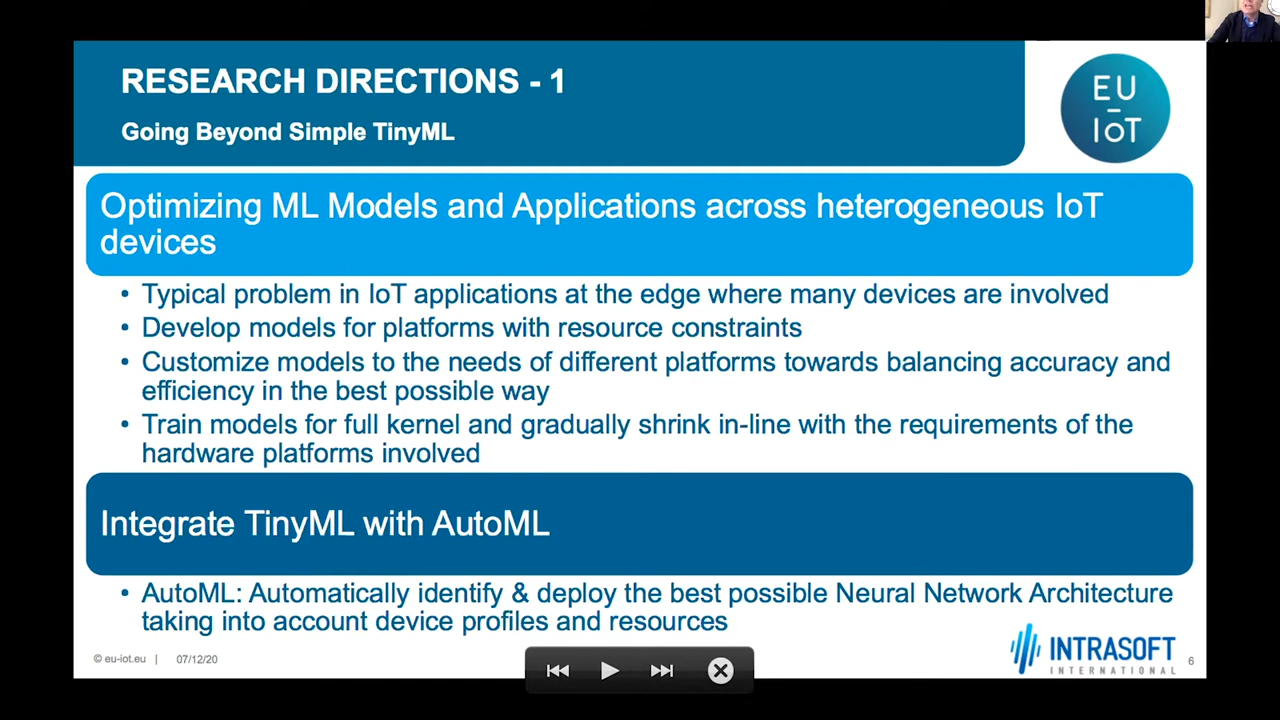 RESEARCH DIRECTIONS - 1
Going Beyond Simple TinyML
EU
–
IoT
Optimizing ML Models and Applications across heterogeneous IoT
devices
• Typical problem in IoT applications at the edge where many devices are involved
• Develop models for platforms with resource constraints
• Customize models to the needs of different platforms towards balancing accuracy and
efficiency in the best possible way
• Train models for full kernel and gradually shrink in-line with the requirements of the
hardware platforms involved
Integrate TinyML with AutoML
• AutoML: Automatically identify & deploy the best possible Neural Network Architecture
taking into account device profiles and resources
© eu-iot.eu | 07/12/20
INTRASOFT
INTERNATIONAL
6